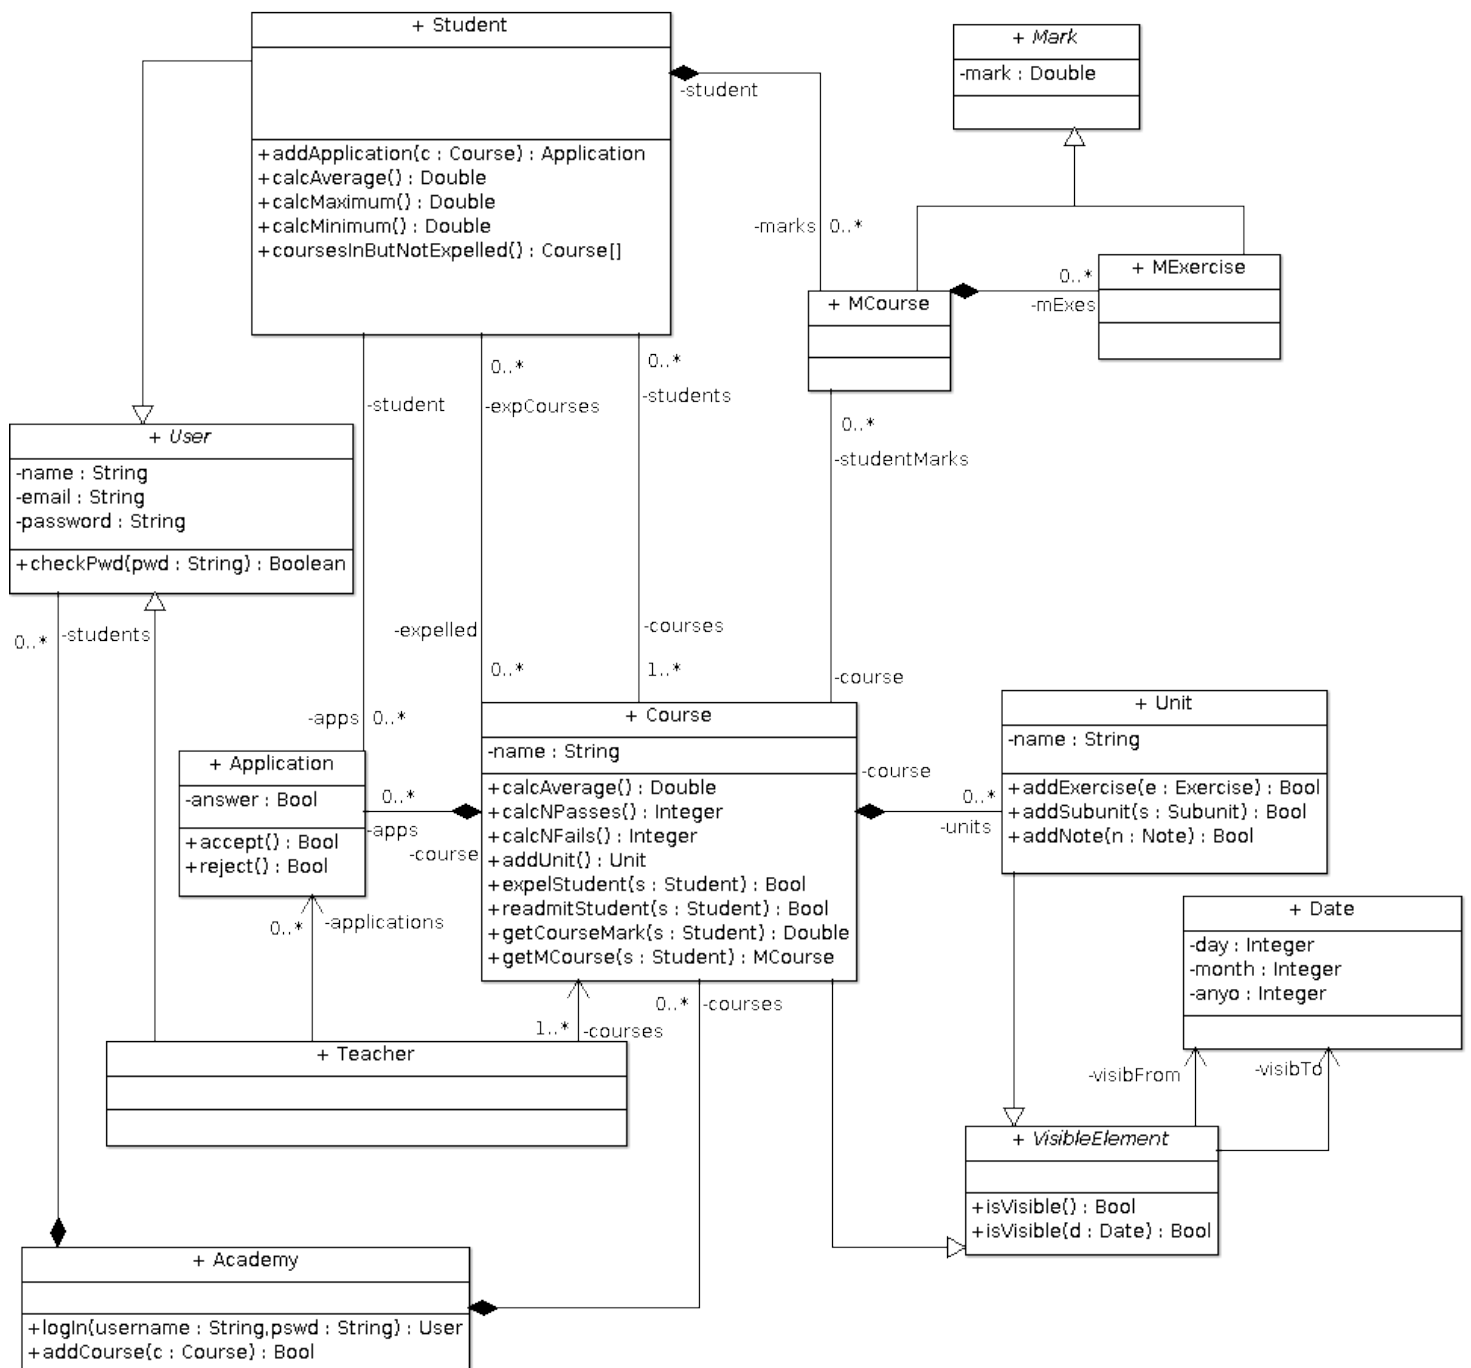 + Student
+addApplication(c : Course) : Application
+calcAverage() : Double
+calcMaximum() : Double
+calcMinimum() : Double
+coursesInButNotExpelled() : Course[]
-student
+ Mark
-mark : Double
-marks 0..*
+ MCourse
0..*
-mExes
+ MExercise
-student
0..*
-expCourses
0..*
-students
0..*
-studentMarks
+ User
-name : String
-email : String
-password : String
+checkPwd(pwd : String) : Boolean
0..* -students
-expelled
0..*
-courses
1..*
-course
-apps 0..*
+ Application
-answer : Bool
+accept() : Bool
+reject() : Bool
0..*
-apps
-course
+ Course
-name : String
+calcAverage() : Double
+calcNPasses() : Integer
+calcNFails() : Integer
+addUnit() : Unit
+expelStudent(s : Student) : Bool
+readmitStudent(s : Student) : Bool
+getCourseMark(s : Student) : Double
+getMCourse(s : Student) : MCourse
-course
0..*
-units
+ Unit
-name : String
+addExercise(e : Exercise) : Bool
+addSubunit(s : Subunit) : Bool
+addNote(n : Note) : Bool
0..* -applications
1..* -courses
0..* -courses
+ Date
-day : Integer
-month : Integer
-anyo : Integer
+ Teacher
-visibFrom
-visibTo
+ VisibleElement
+isVisible() : Bool
+isVisible(d : Date) : Bool
+ Academy
+logIn(username : String,pswd : String) : User
+addCourse(c : Course) : Bool